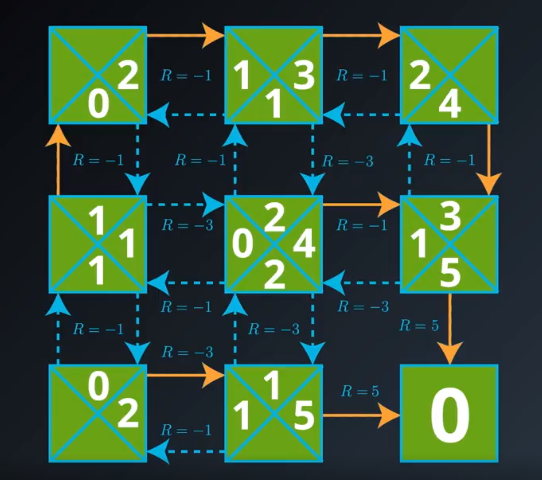 2
0
R = −1
1 3
1
R = −1
2
4
R = −1
R = −1
R = −3
R = −1
1
1
1
R = −3
2
0 4
2
R = −1
3
1
5
R = −1
R = −3
R = −1
R = −3
R = 5
R = −3
0
2
R = −1
1
1 5
R = 5
0